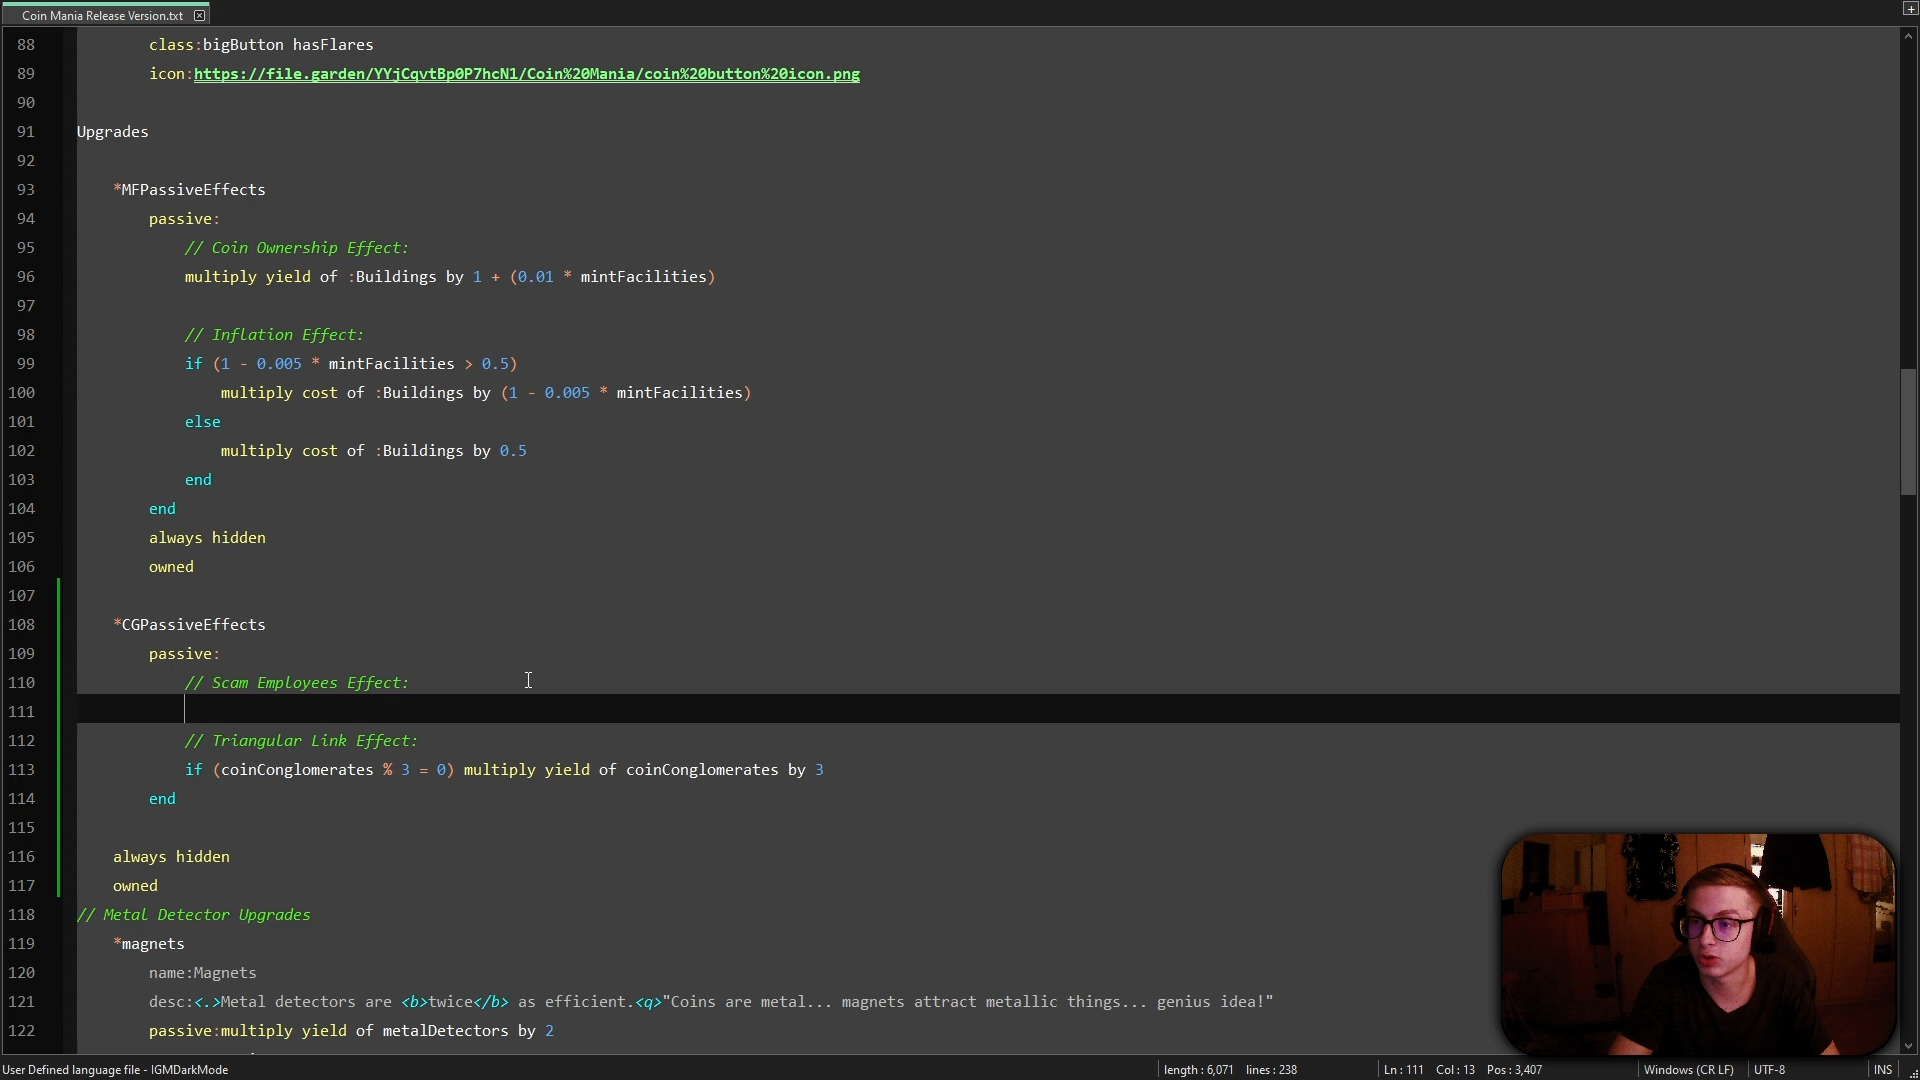 Coin Mania Release Version.txt
88 class:bigButton hasFlares
89 icon:https://file.garden/YYjCqvtBp0P7hcN1/Coin%20Mania/coin%20button%20icon.png
90
91 Upgrades
92
93 *MFPassiveEffects
94 passive:
95 // Coin Ownership Effect:
96 multiply yield of :Buildings by 1 + (0.01 * mintFacilities)
97
98 // Inflation Effect:
99 if (1 - 0.005 * mintFacilities > 0.5)
100 multiply cost of :Buildings by (1 - 0.005 * mintFacilities)
101 else
102 multiply cost of :Buildings by 0.5
103 end
104 end
105 always hidden
106 owned
107
108 *CGPassiveEffects
109 passive:
110 // Scam Employees Effect:
111
112 // Triangular Link Effect:
113 if (coinConglomerates % 3 = 0) multiply yield of coinConglomerates by 3
114 end
115
116 always hidden
117 owned
118 // Metal Detector Upgrades
119 *magnets
120 name:Magnets
121 desc:<.>Metal detectors are <b>twice</b> as efficient.<q>"Coins are metal... magnets attract metallic things... genius idea!"
122 passive:multiply yield of metalDetectors by 2
User Defined language file - IGMDarkMode length : 6,071 lines : 238 Ln : 111 Col : 13 Pos : 3,407 Windows (CR LF) UTF-8 INS